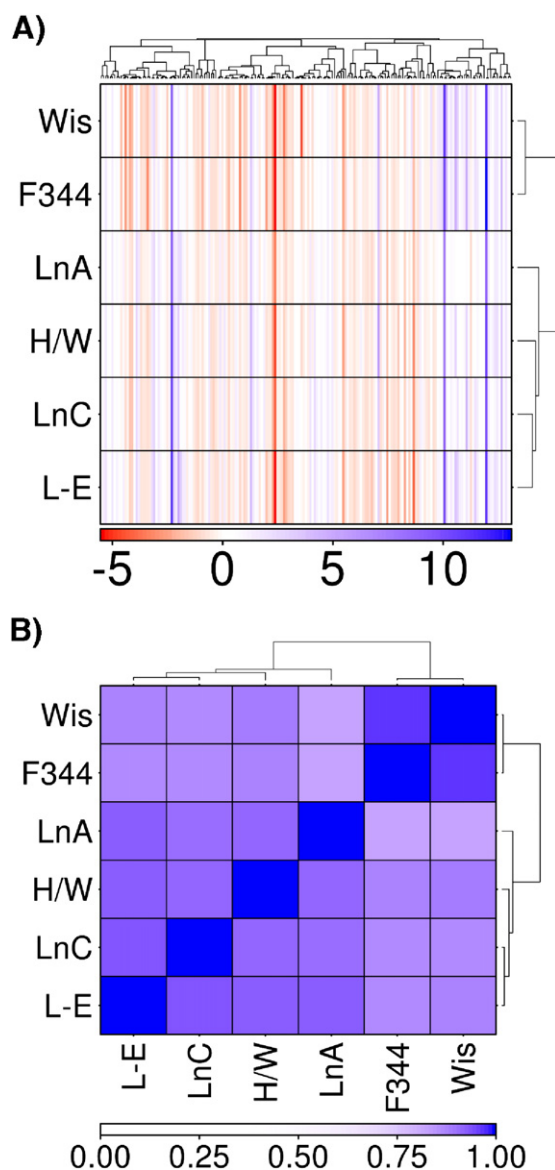 A)
Wis
F344
LnA
H/W
LnC
L-E
-5 0 5 10
B)
Wis
F344
LnA
H/W
LnC
L-E
L-E LnC H/W LnA F344 Wis
0.00 0.25 0.50 0.75 1.00